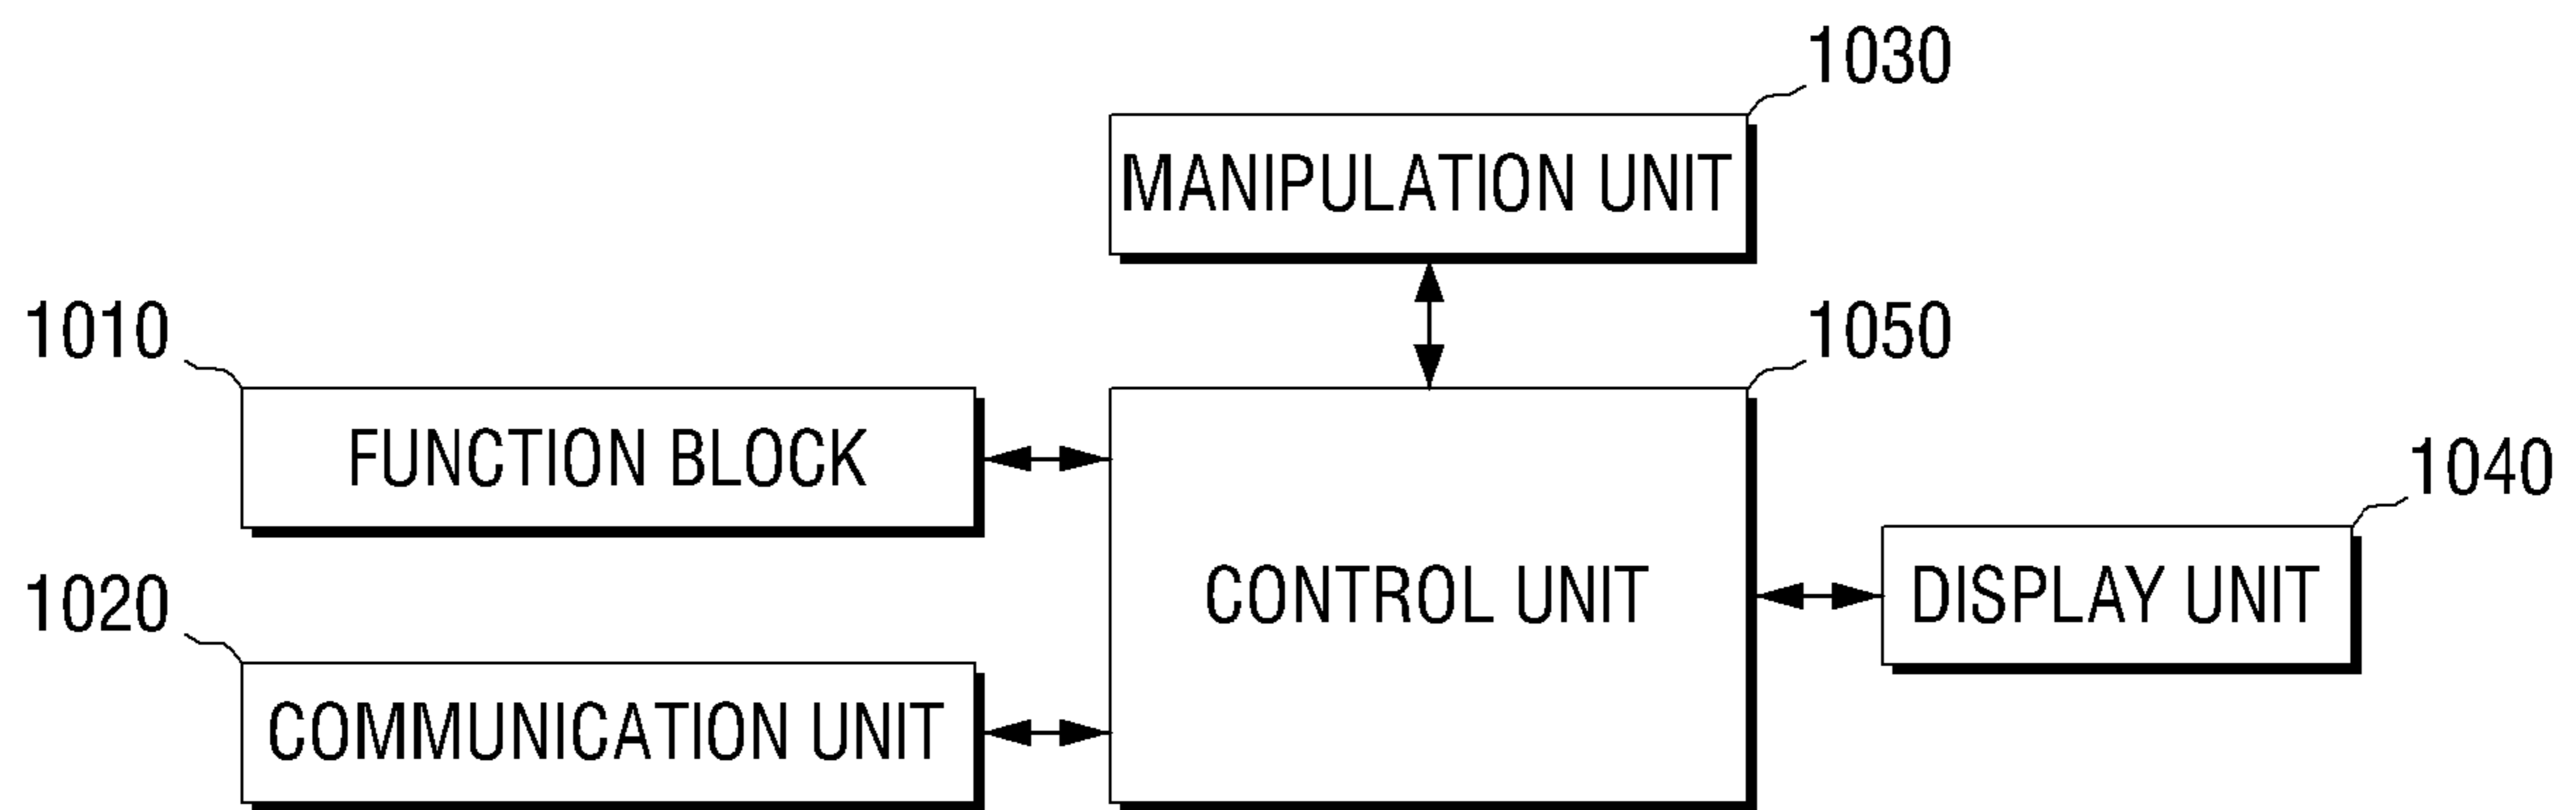 1030
MANIPULATION UNIT
1010
1050
FUNCTION BLOCK
1040
CONTROL UNIT
DISPLAY UNIT
1020
COMMUNICATION UNIT